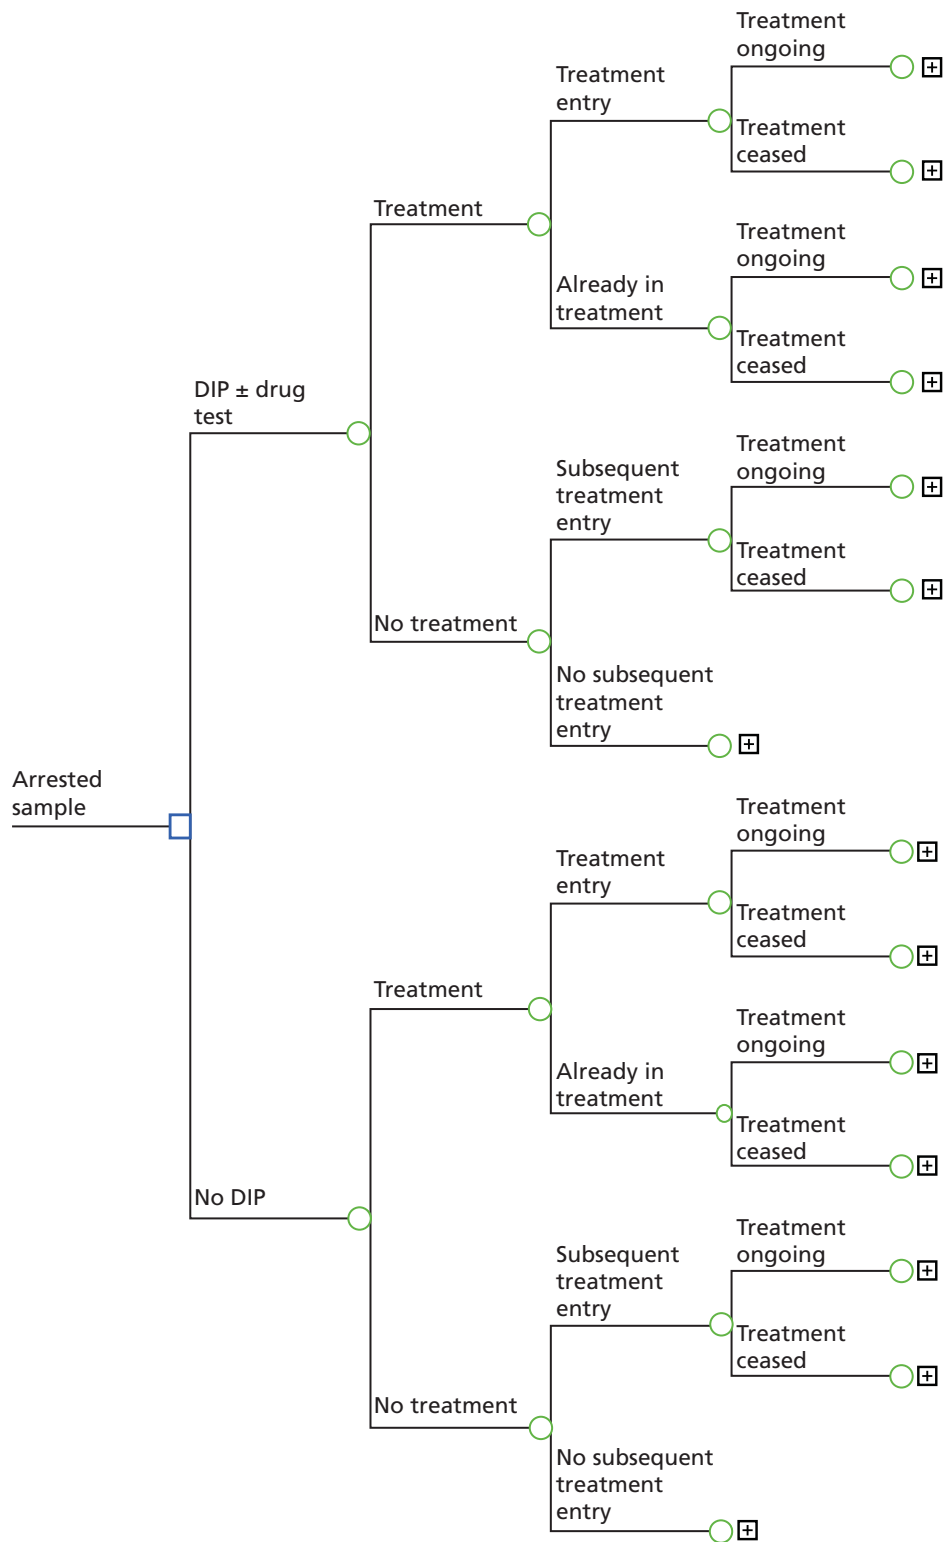 Treatment
ongoing
Treatment
entry
Treatment
ceased
Treatment
Treatment
ongoing
Already in
treatment
Treatment
ceased
DIP ± drug
test
Treatment
ongoing
Subsequent
treatment
entry
Treatment
ceased
No treatment
No subsequent
treatment
entry
Arrested
sample
Treatment
ongoing
Treatment
entry
Treatment
ceased
Treatment
Treatment
ongoing
Already in
treatment
Treatment
ceased
No DIP
Treatment
ongoing
Subsequent
treatment
entry
Treatment
ceased
No treatment
No subsequent
treatment
entry